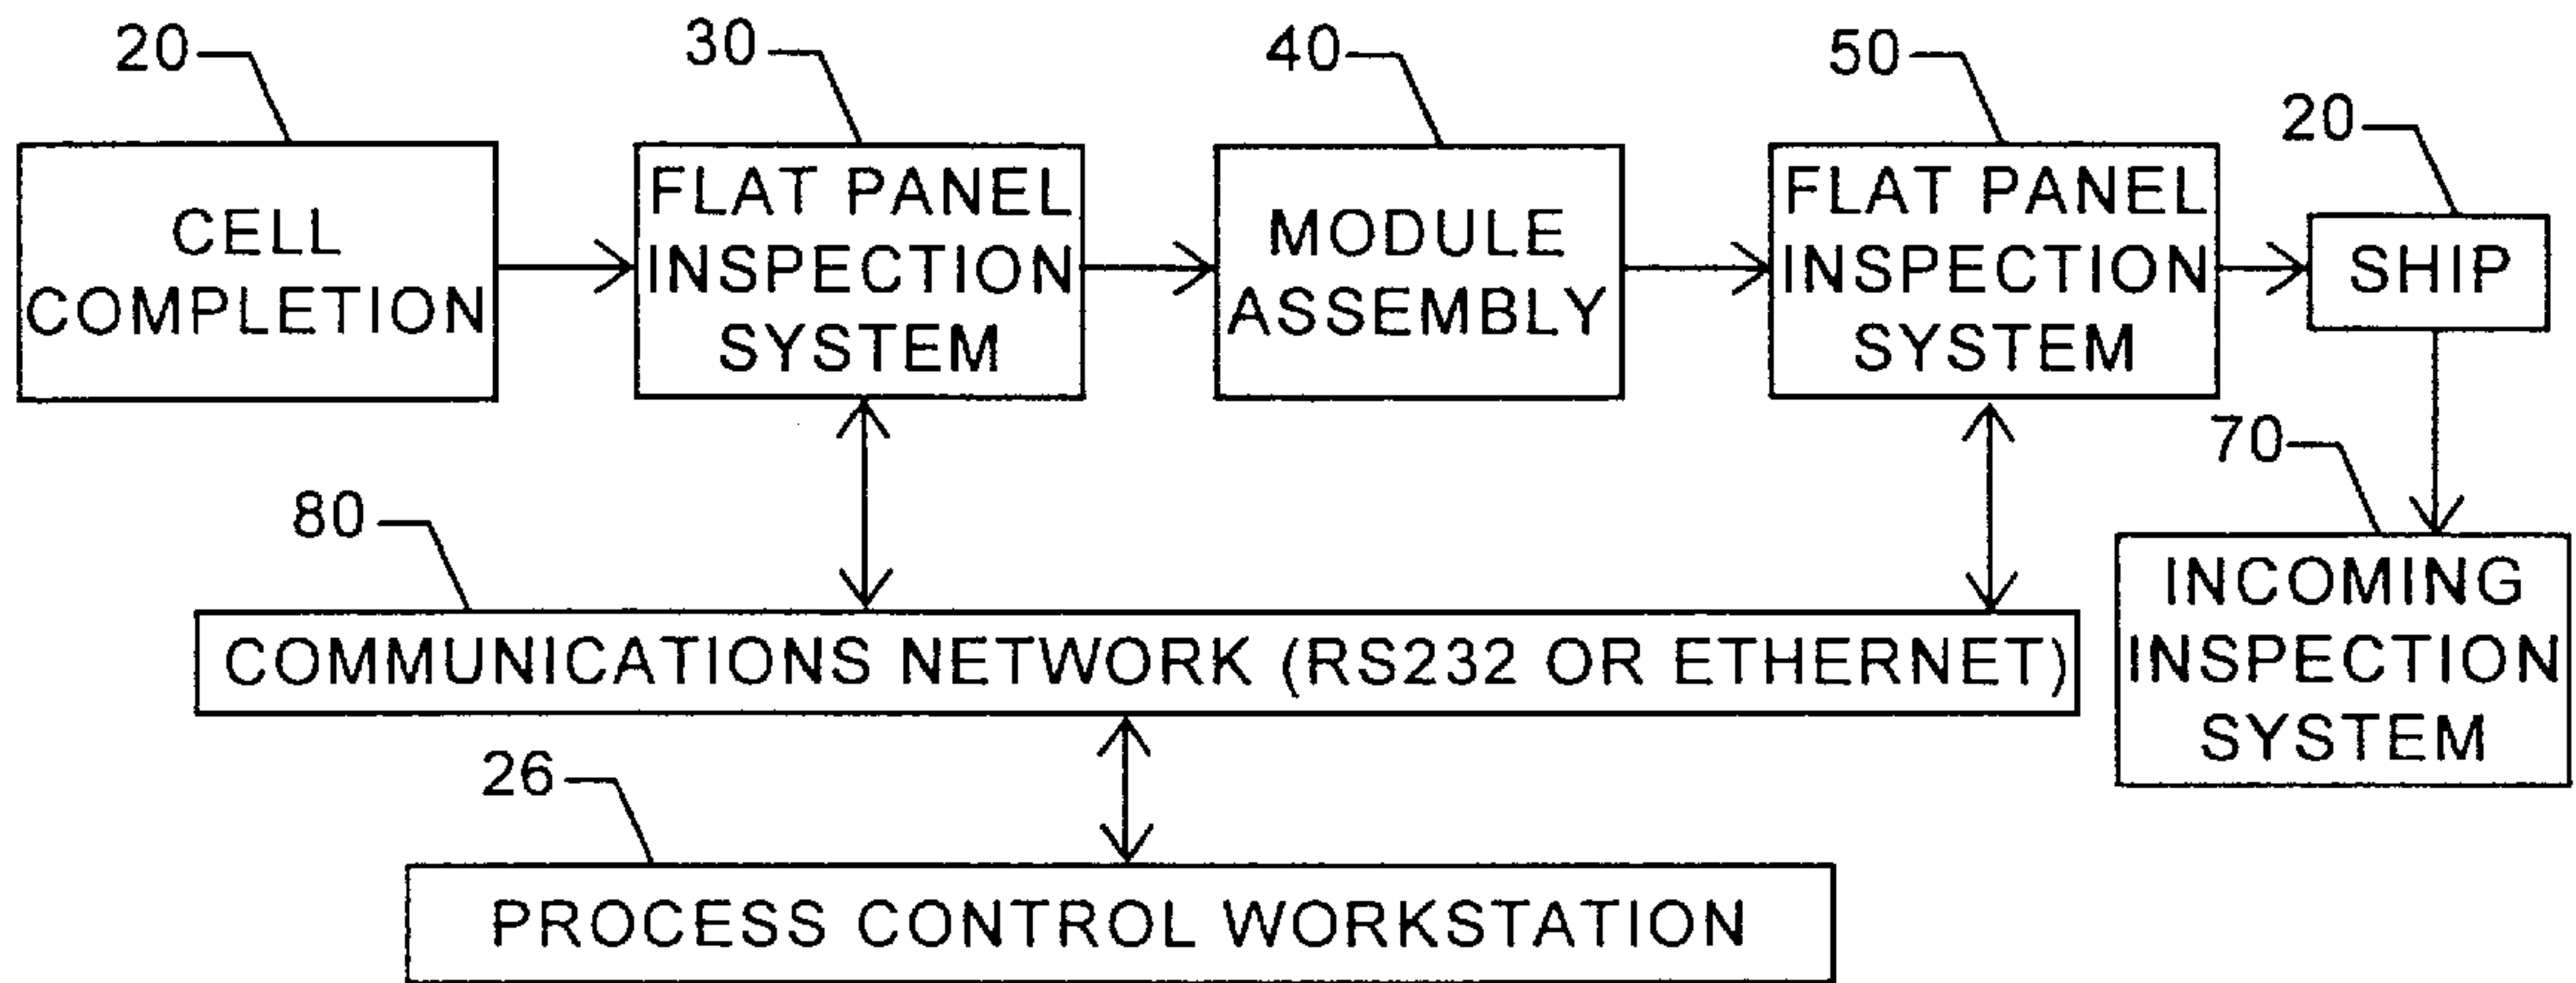 20
30
40
50
20
CELL
COMPLETION
FLAT PANEL
INSPECTION
SYSTEM
MODULE
ASSEMBLY
FLAT PANEL
INSPECTION
SYSTEM
SHIP
70
80
INCOMING
INSPECTION
SYSTEM
COMMUNICATIONS NETWORK (RS232 OR ETHERNET)
26
PROCESS CONTROL WORKSTATION